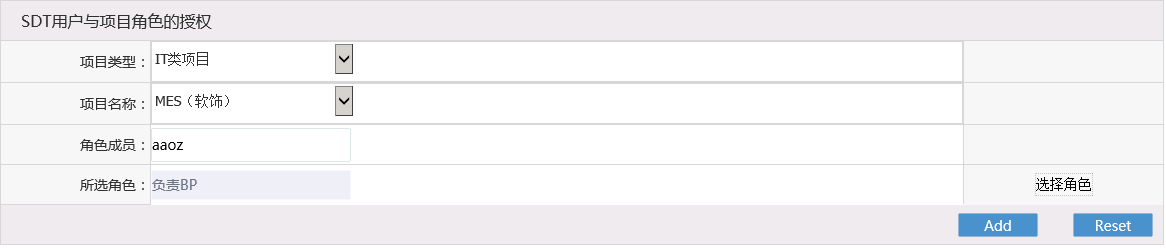 SDT用户与项目角色的授权
项目类型： IT类项目
项目名称： MES（软饰）
角色成员： aaoz
所选角色： 负责BP 选择角色
Add Reset